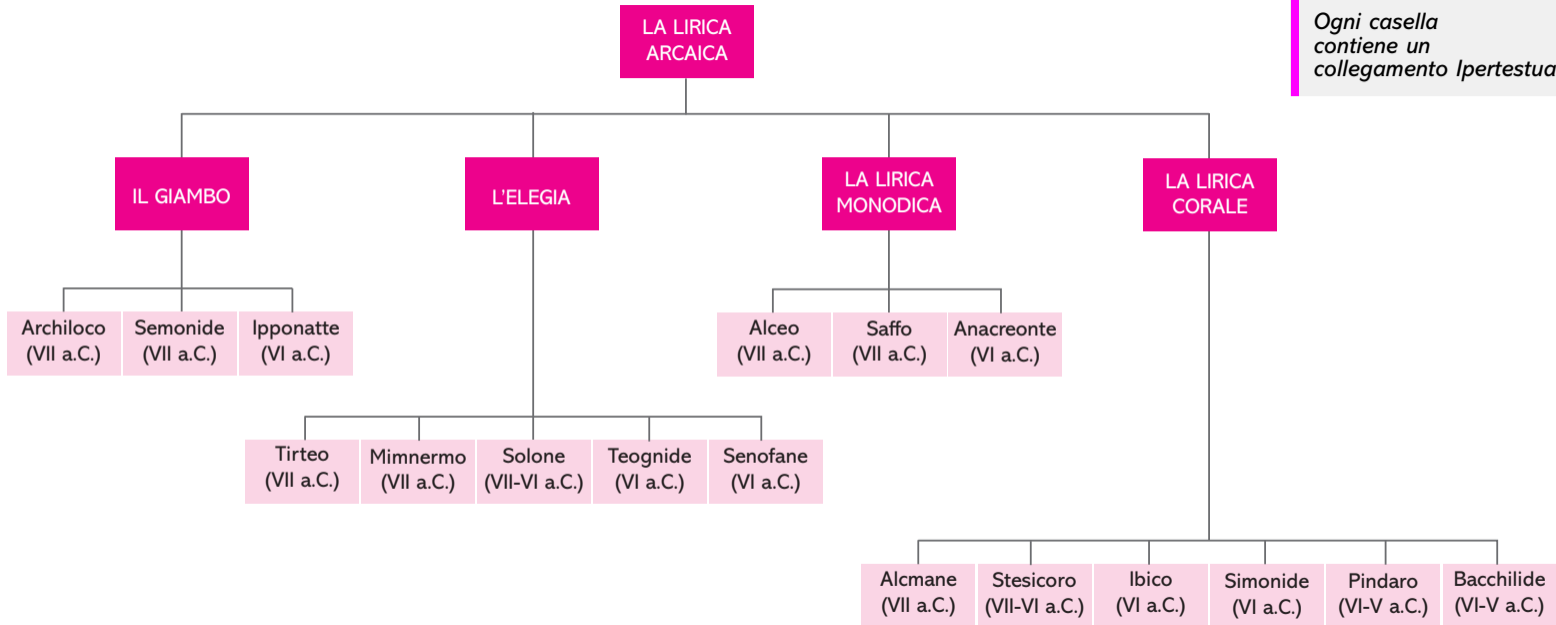 LA LIRICA
ARCAICA
Ogni casella
contiene un
collegamento Ipertestua
IL GIAMBO
L'ELEGIA
LA LIRICA
MONODICA
LA LIRICA
CORALE
Archiloco
(VII a.C.)
Semonide
(VII a.C.)
Ipponatte
(VI a.C.)
Alceo
(VII a.C.)
Saffo
(VII a.C.)
Anacreonte
(VI a.C.)
Tirteo
(VII a.C.)
Mimnermo
(VII a.C.)
Solone
(VII-VI a.C.)
Teognide
(VI a.C.)
Senofane
(VI a.C.)
Alcmane
(VII a.C.)
Stesicoro
(VII-VI a.C.)
Ibico
(VI a.C.)
Simonide
(VI a.C.)
Pindaro
(VI-V a.C.)
Bacchilide
(VI-V a.C.)